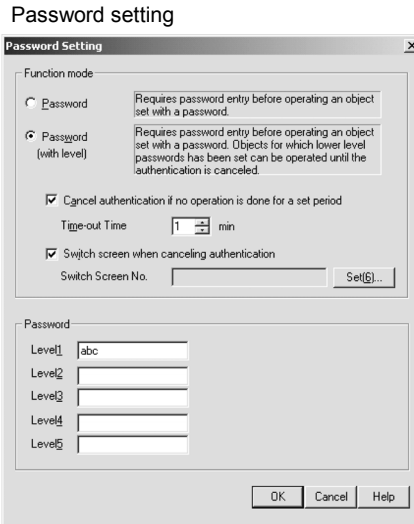 Password setting
Password Setting
Function mode
Password
Requires password entry before operating an object
set with a password.
Password
(with level)
Requires password entry before operating an object
set with a password. Objects for which lower level
passwords has been set can be operated until the
authentication is canceled.
Cancel authentication if no operation is done for a set period
Time-out Time
1
min
Switch screen when canceling authentication
Switch Screen No.
Set(6)...
Password
Level1
abc
Level2
Level3
Level4
Level5
OK
Cancel
Help